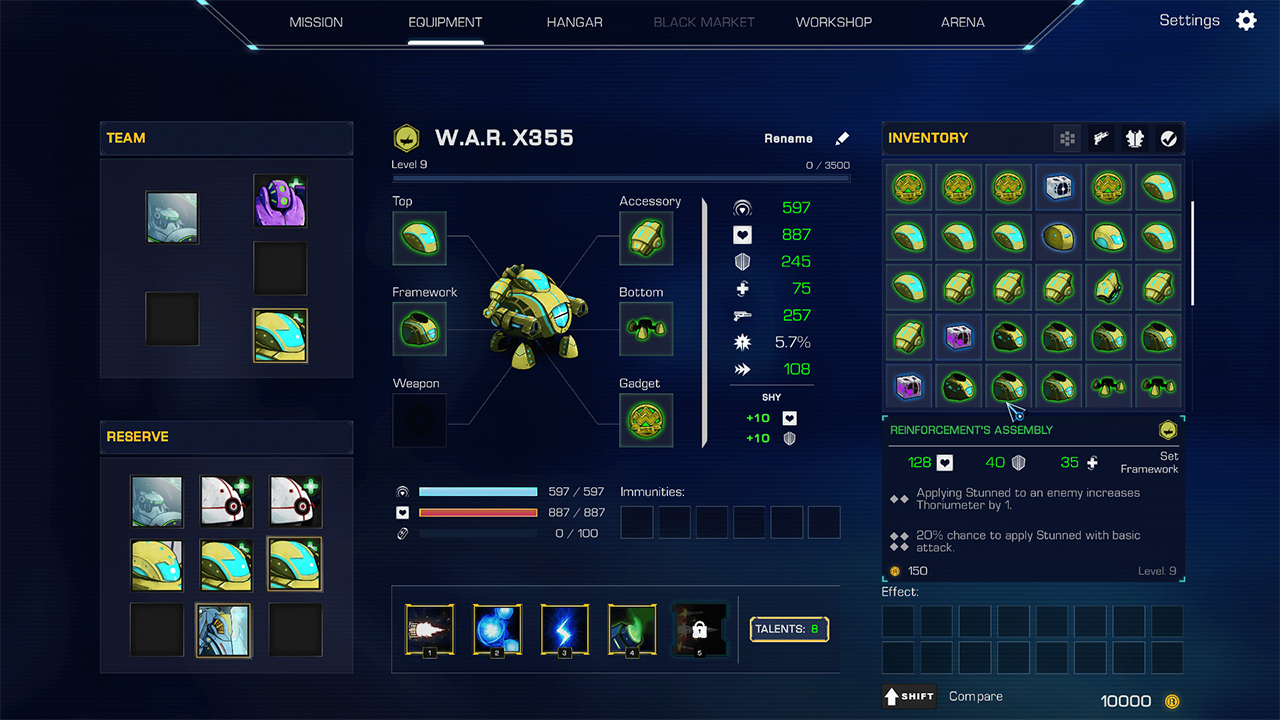 MISSION
EQUIPMENT
HANGAR
BLACK MARKET
WORKSHOP
ARENA
Settings
TEAM
RESERVE
W.A.R. X355
Rename
Level 9
0 / 3500
Top
Accessory
Framework
Bottom
Weapon
Gadget
597
887
245
75
257
5.7%
108
SHY
+10
+10
597 / 597
887 / 887
0 / 100
Immunities:
1
2
3
4
5
TALENTS: 8
INVENTORY
REINFORCEMENT'S ASSEMBLY
128
40
35
Set
Framework
Applying Stunned to an enemy increases
Thoriumeter by 1.
20% chance to apply Stunned with basic
attack.
150
Level: 9
Effect:
SHIFT
Compare
10000